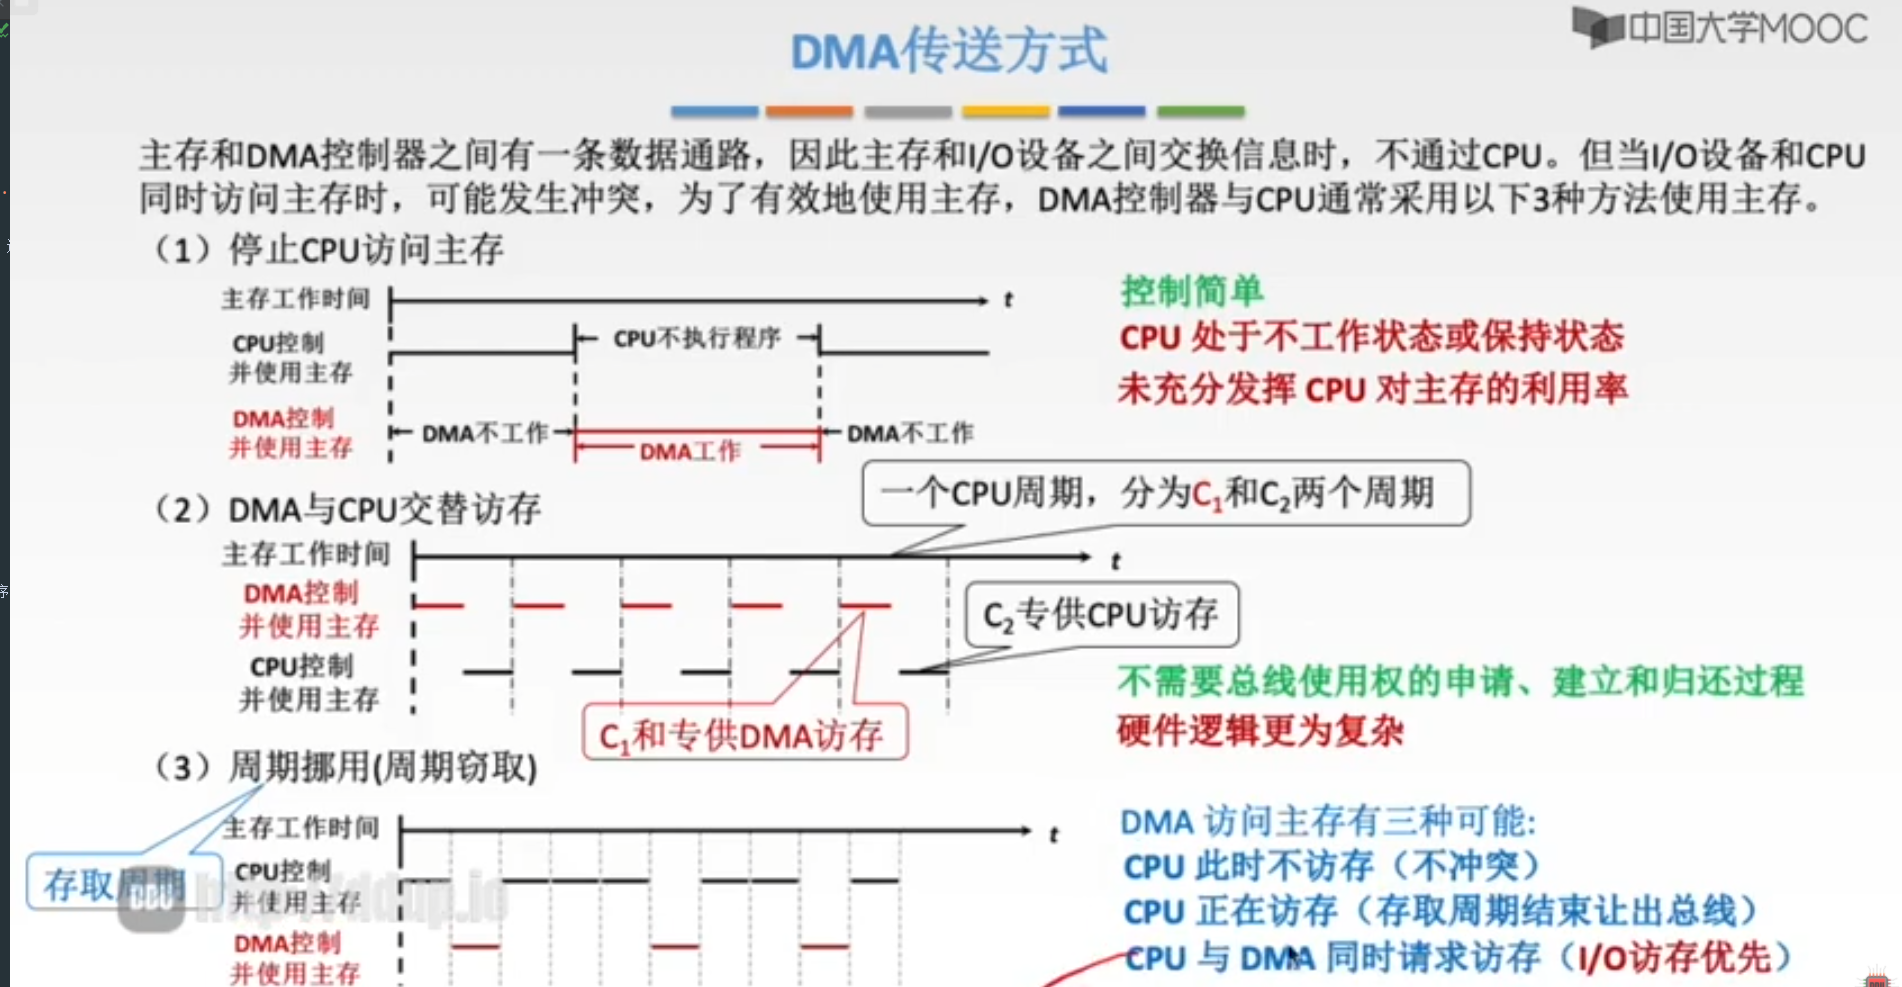 中国大学MOOC
DMA传送方式
主存和DMA控制器之间有一条数据通路，因此主存和I/O设备之间交换信息时，不通过CPU。但当I/O设备和CPU
同时访问主存时，可能发生冲突，为了有效地使用主存，DMA控制器与CPU通常采用以下3种方法使用主存。
（1）停止CPU访问主存
主存工作时间
t
CPU控制
并使用主存
CPU不执行程序
DMA控制
并使用主存
DMA不工作
DMA工作
DMA不工作
控制简单
CPU 处于不工作状态或保持状态
未充分发挥 CPU 对主存的利用率
（2）DMA与CPU交替访存
一个CPU周期，分为C1和C2两个周期
主存工作时间
t
DMA控制
并使用主存
C2专供CPU访存
CPU控制
并使用主存
C1和专供DMA访存
不需要总线使用权的申请、建立和归还过程
硬件逻辑更为复杂
（3）周期挪用(周期窃取)
主存工作时间
t
存取周期
CPU控制
并使用主存
DMA控制
并使用主存
DMA 访问主存有三种可能:
CPU 此时不访存（不冲突）
CPU 正在访存（存取周期结束让出总线）
CPU 与 DMA 同时请求访存（I/O访存优先）
序